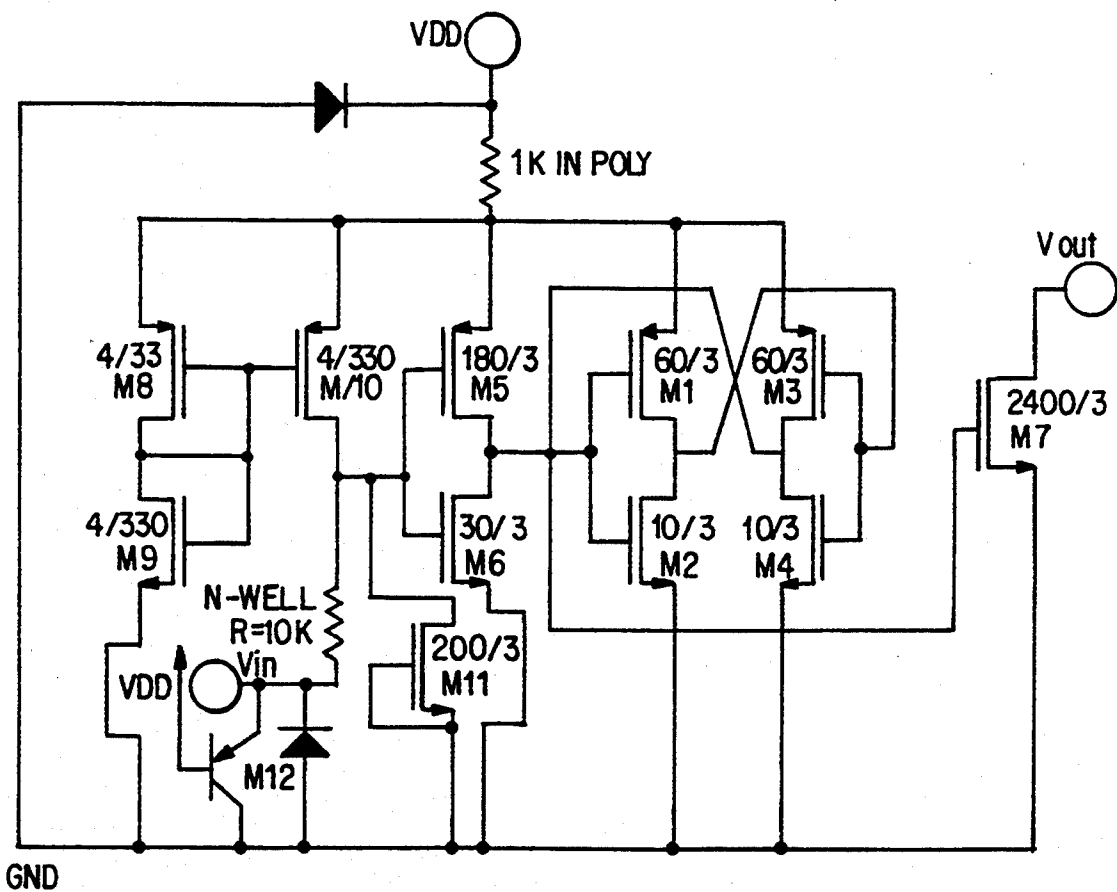 VDD
1K IN POLY
Vout
4/33
M8
4/330
M/10
180/3
M5
60/3
M1
60/3
M3
2400/3
M7
4/330
M9
30/3
M6
10/3
M2
10/3
M4
N-WELL
R=10K
Vin
200/3
M11
VDD
M12
GND